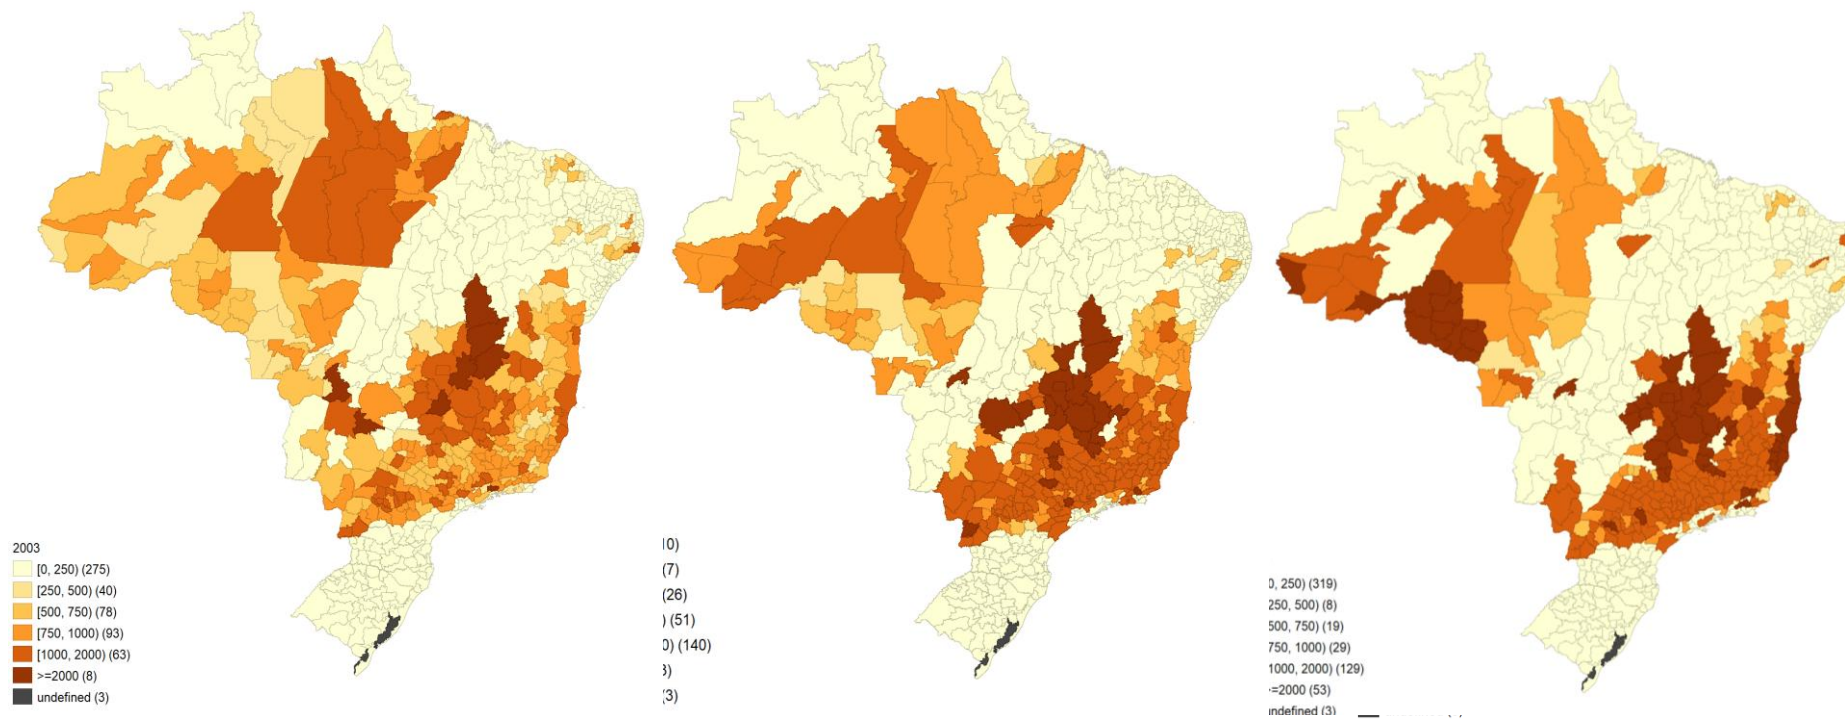 2003
[0, 250) (275)
[250, 500) (40)
[500, 750) (78)
[750, 1000) (93)
[1000, 2000) (63)
>=2000 (8)
undefined (3)
10)
(7)
(26)
) (51)
0) (140)
3)
(3)
0, 250) (319)
250, 500) (8)
500, 750) (19)
750, 1000) (29)
1000, 2000) (129)
>=2000 (53)
undefined (3)